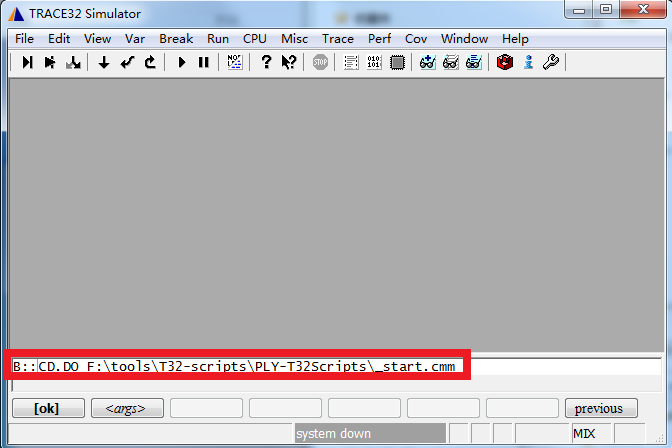 TRACE32 Simulator
File Edit View Var Break Run CPU Misc Trace Perf Cov Window Help
STOP
B::CD.DO F:\tools\T32-scripts\PLY-T32Scripts\_start.cmm
[ok] <args> previous
system down MIX